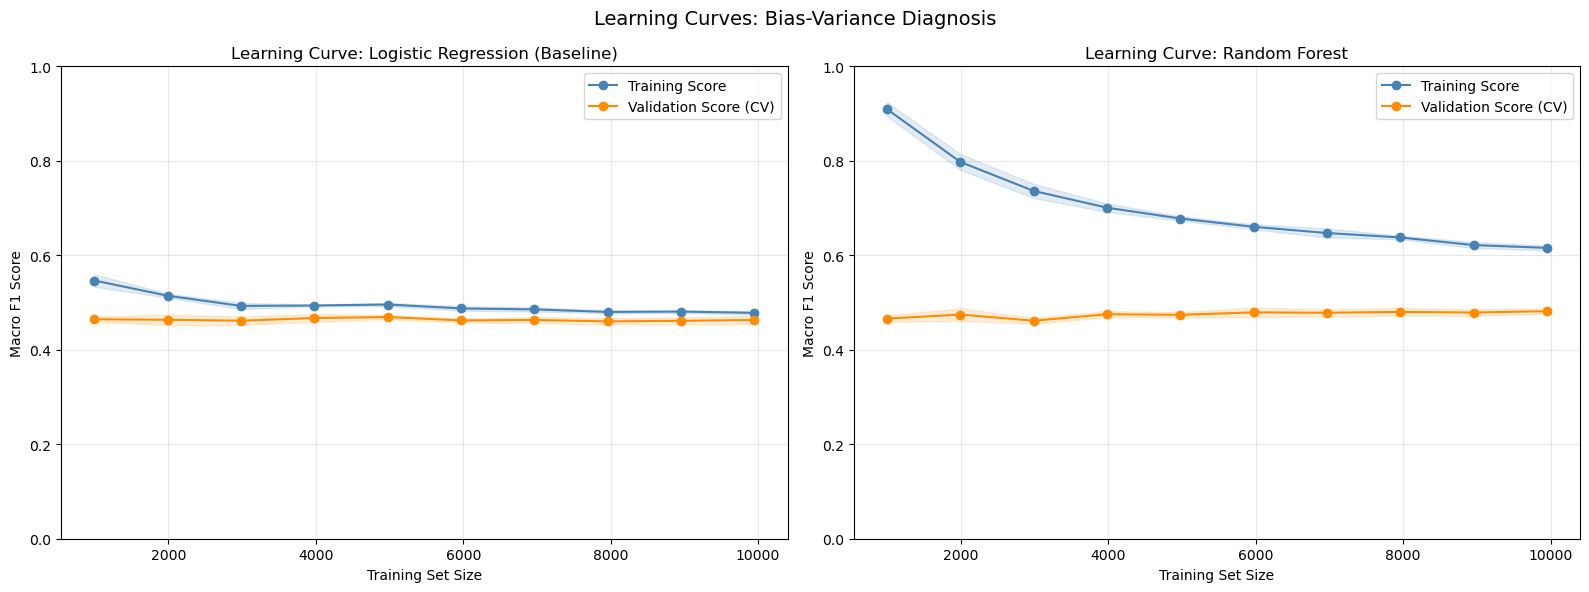 Learning Curves: Bias-Variance Diagnosis
Learning Curve: Logistic Regression (Baseline)
Training Score
Validation Score (CV)
Macro F1 Score
1.0
0.8
0.6
0.4
0.2
0.0
2000 4000 6000 8000 10000
Training Set Size
Learning Curve: Random Forest
Training Score
Validation Score (CV)
Macro F1 Score
1.0
0.8
0.6
0.4
0.2
0.0
2000 4000 6000 8000 10000
Training Set Size